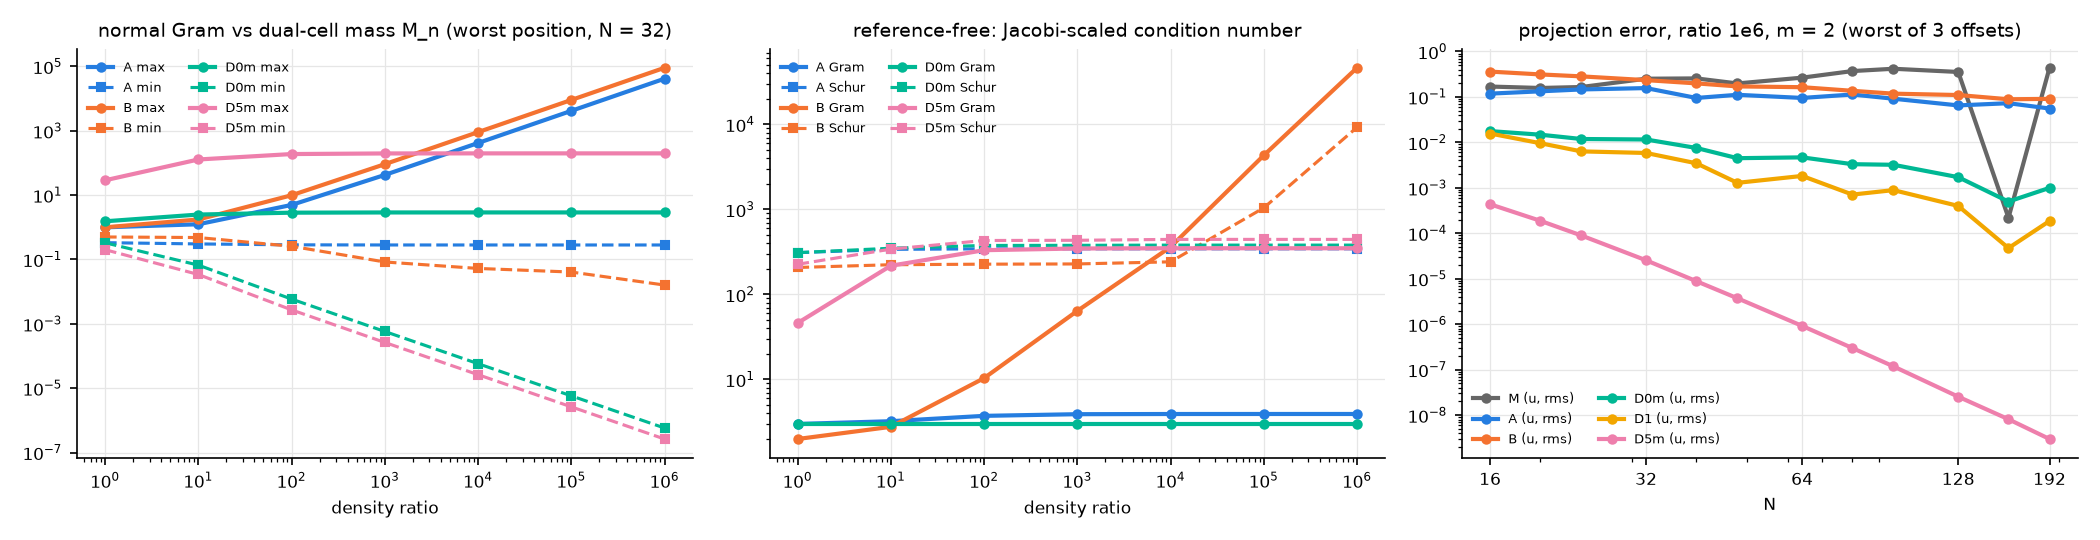 normal Gram vs dual-cell mass M_n (worst position, N = 32)
A max
A min
B max
B min
D0m max
D0m min
D5m max
D5m min
10^5
10^3
10^1
10^−1
10^−3
10^−5
10^−7
10^0 10^1 10^2 10^3 10^4 10^5 10^6
density ratio
reference-free: Jacobi-scaled condition number
A Gram
A Schur
B Gram
B Schur
D0m Gram
D0m Schur
D5m Gram
D5m Schur
10^4
10^3
10^2
10^1
10^0 10^1 10^2 10^3 10^4 10^5 10^6
density ratio
projection error, ratio 1e6, m = 2 (worst of 3 offsets)
10^0
10^−1
10^−2
10^−3
10^−4
10^−5
10^−6
10^−7
10^−8
M (u, rms)
A (u, rms)
B (u, rms)
D0m (u, rms)
D1 (u, rms)
D5m (u, rms)
16 32 64 128 192
N